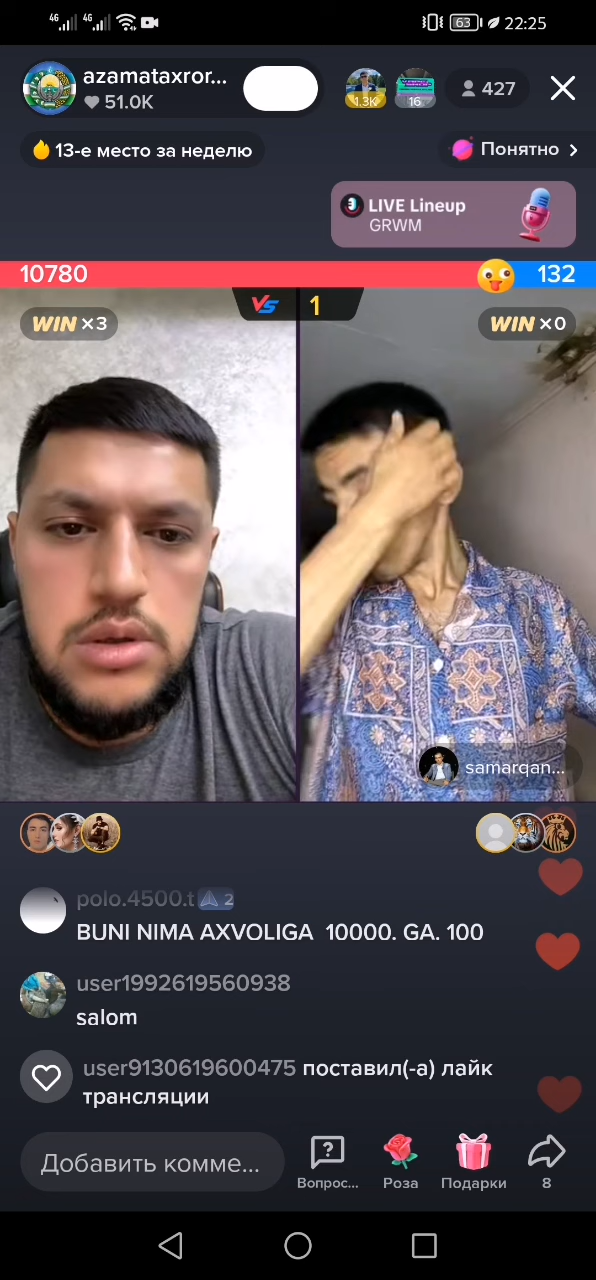 4G 4G 63 22:25
azamataxror...
51.0K
1.3K 16 427
13-е место за неделю
Понятно
LIVE Lineup
GRWM
10780 132
VS 1
WIN ×3 WIN ×0
samarqan...
polo.4500.t 2
BUNI NIMA AXVOLIGA 10000. GA. 100
user1992619560938
salom
user9130619600475 поставил(-а) лайк
трансляции
Добавить комме...
Вопрос... Роза Подарки 8